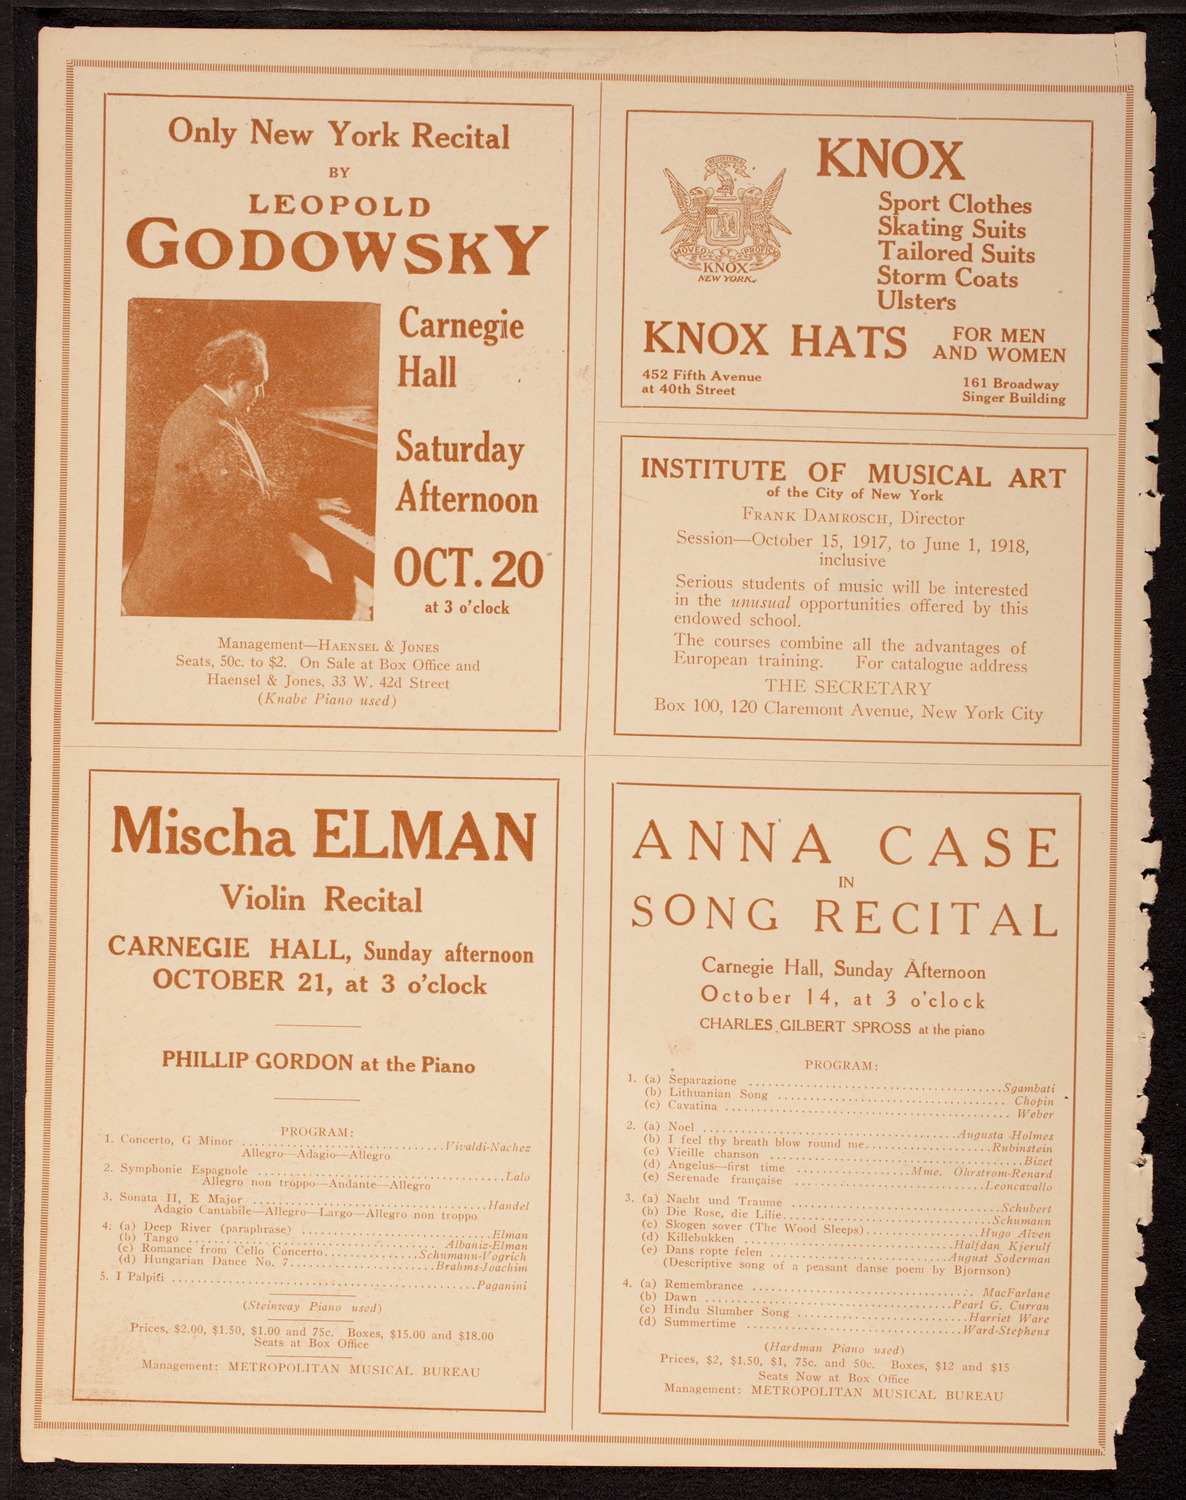 Only New York Recital
BY
LEOPOLD
GODOWSKY
Carnegie
Hall
Saturday
Afternoon
OCT. 20
at 3 o'clock
Management—HAENSEL & JONES
Seats, 50c. to $2. On Sale at Box Office and
Haensel & Jones, 33 W. 42d Street
(Knabe Piano used)
REGISTERED
MOVEO ET PROFICIO
KNOX
NEW YORK.
KNOX
Sport Clothes
Skating Suits
Tailored Suits
Storm Coats
Ulsters
KNOX HATS FOR MEN
AND WOMEN
452 Fifth Avenue
at 40th Street
161 Broadway
Singer Building
INSTITUTE OF MUSICAL ART
of the City of New York
FRANK DAMROSCH, Director
Session—October 15, 1917, to June 1, 1918,
inclusive
Serious students of music will be interested
in the unusual opportunities offered by this
endowed school.
The courses combine all the advantages of
European training. For catalogue address
THE SECRETARY
Box 100, 120 Claremont Avenue, New York City
Mischa ELMAN
Violin Recital
CARNEGIE HALL, Sunday afternoon
OCTOBER 21, at 3 o'clock
PHILLIP GORDON at the Piano
PROGRAM:
1. Concerto, G Minor ........ Vivaldi-Nachez
Allegro—Adagio—Allegro
2. Symphonie Espagnole ........ Lalo
Allegro non troppo—Andante—Allegro
3. Sonata II, E Major ........ Handel
Adagio Cantabile—Allegro—Largo—Allegro non troppo
4. (a) Deep River (paraphrase) ........ Elman
(b) Tango ........ Albaniz-Elman
(c) Romance from Cello Concerto ........ Schumann-Vogrich
(d) Hungarian Dance No. 7 ........ Brahms-Joachim
5. I Palpiti ........ Paganini
(Steinway Piano used)
Prices, $2.00, $1.50, $1.00 and 75c. Boxes, $15.00 and $18.00
Seats at Box Office
Management: METROPOLITAN MUSICAL BUREAU
ANNA CASE
IN
SONG RECITAL
Carnegie Hall, Sunday Afternoon
October 14, at 3 o'clock
CHARLES GILBERT SPROSS at the piano
PROGRAM:
1. (a) Separazione ........ Sgambati
(b) Lithuanian Song ........ Chopin
(c) Cavatina ........ Weber
2. (a) Noel ........ Augusta Holmes
(b) I feel thy breath blow round me ........ Rubinstein
(c) Vieille chanson ........ Bizet
(d) Angelus—first time ........ Mme. Ohrstrom-Renard
(e) Serenade française ........ Leoncavallo
3. (a) Nacht und Traume ........ Schubert
(b) Die Rose, die Lilie ........ Schumann
(c) Skogen sover (The Wood Sleeps) ........ Hugo Alven
(d) Killebukken ........ Halfdan Kjerulf
(e) Dans ropte felen ........ August Soderman
(Descriptive song of a peasant danse poem by Bjornson)
4. (a) Remembrance ........ MacFarlane
(b) Dawn ........ Pearl G. Curran
(c) Hindu Slumber Song ........ Harriet Ware
(d) Summertime ........ Ward-Stephens
(Hardman Piano used)
Prices, $2, $1.50, $1, 75c. and 50c. Boxes, $12 and $15
Seats Now at Box Office
Management: METROPOLITAN MUSICAL BUREAU